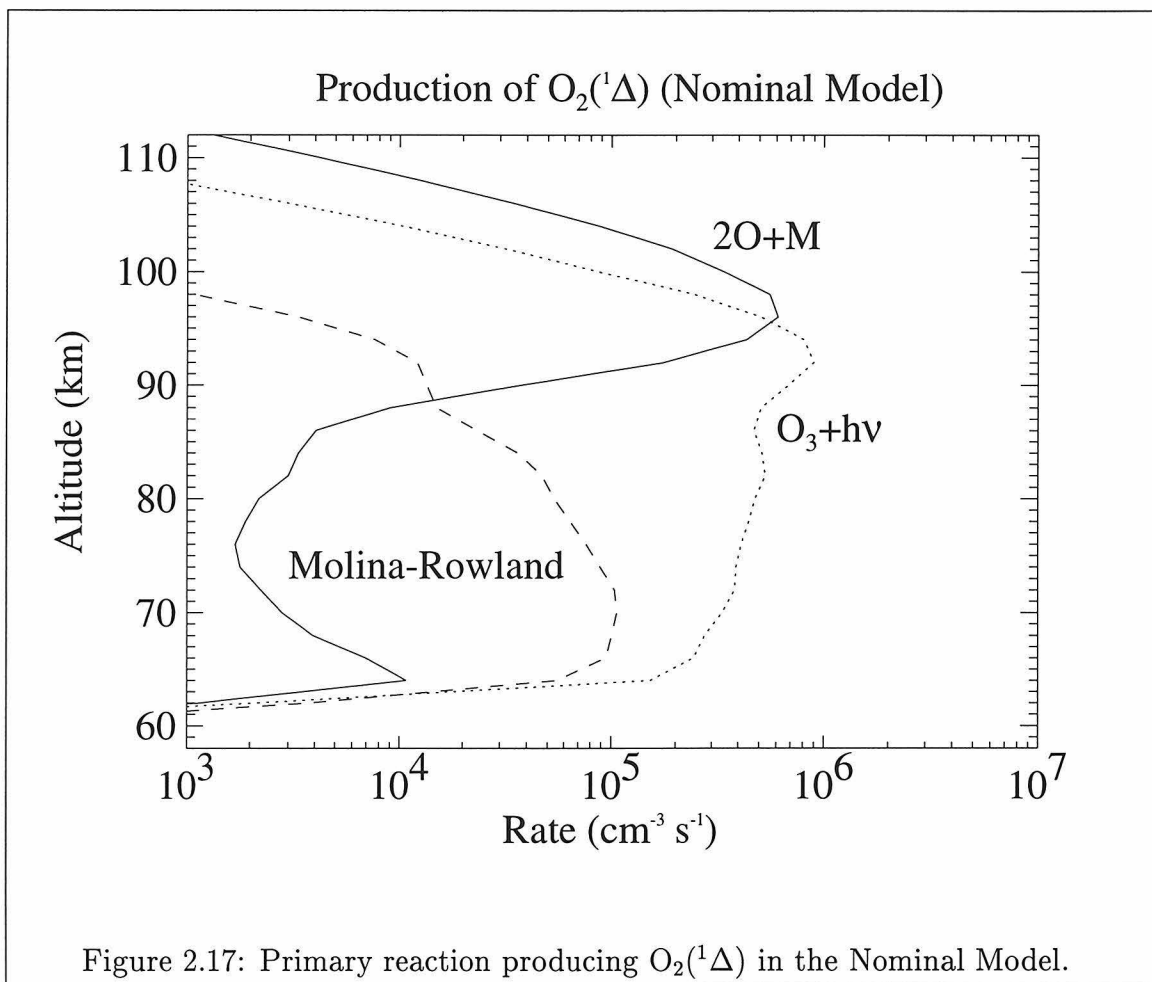 Production of O₂(¹Δ) (Nominal Model)
110
100
90
80
70
60
Altitude (km)
2O+M
O₃+hν
Molina-Rowland
10³
10⁴
10⁵
10⁶
10⁷
Rate (cm⁻³ s⁻¹)
Figure 2.17: Primary reaction producing O₂(¹Δ) in the Nominal Model.